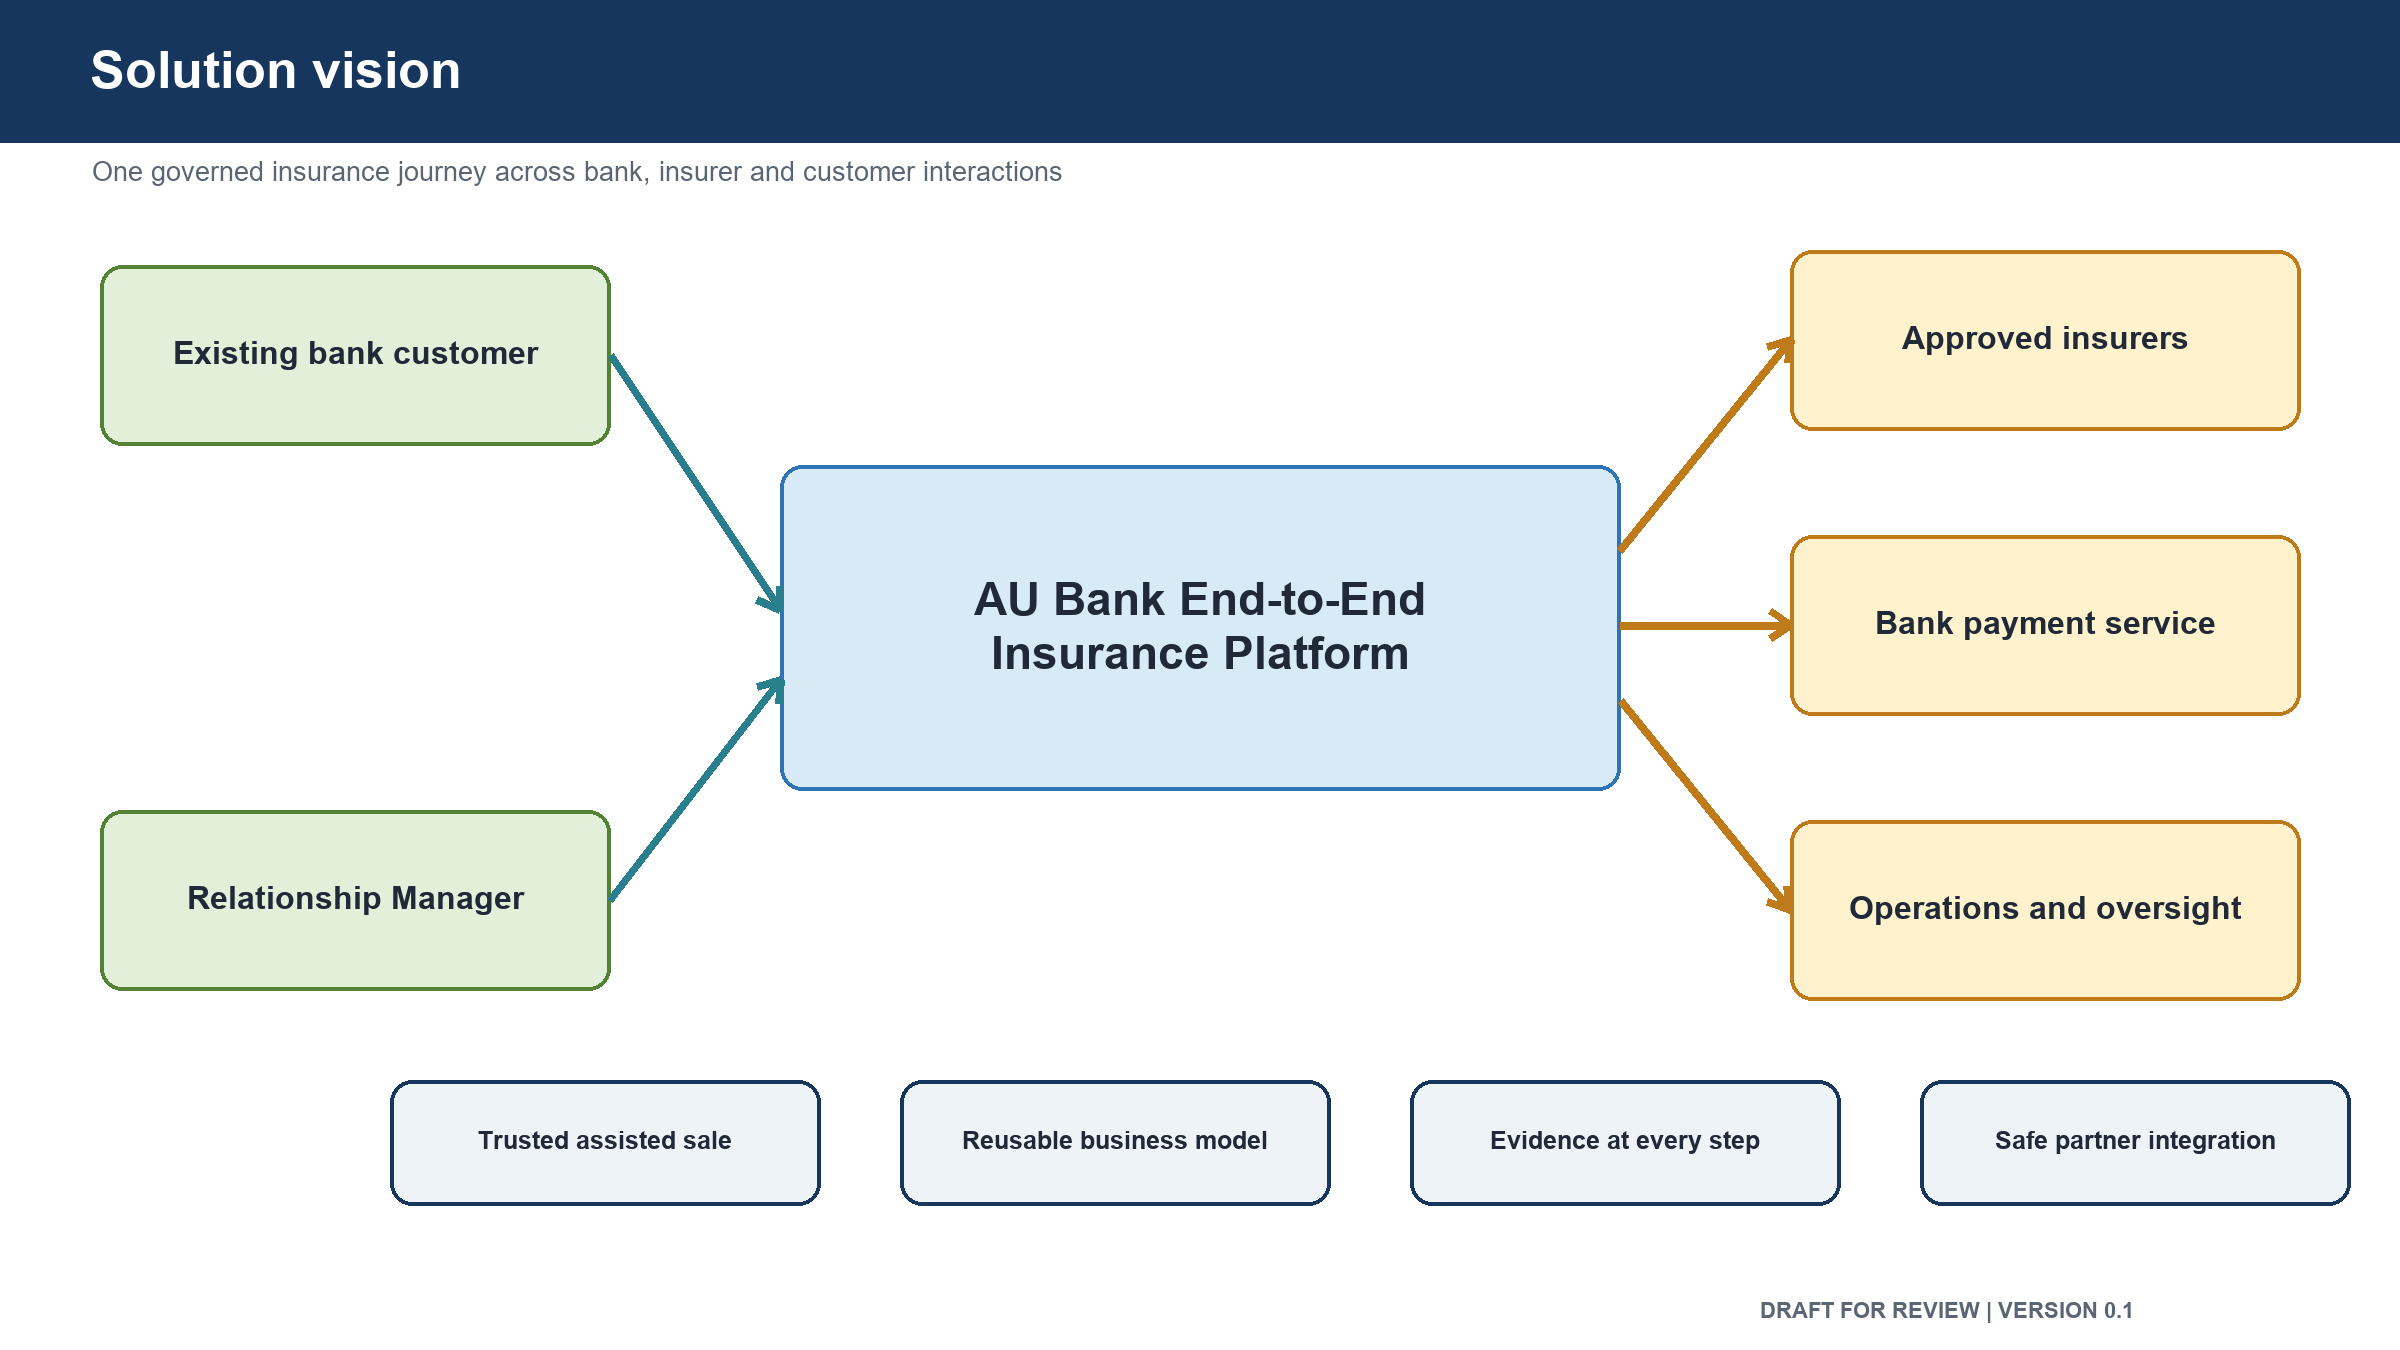 Solution vision
One governed insurance journey across bank, insurer and customer interactions
Existing bank customer
Relationship Manager
AU Bank End-to-End
Insurance Platform
Approved insurers
Bank payment service
Operations and oversight
Trusted assisted sale
Reusable business model
Evidence at every step
Safe partner integration
DRAFT FOR REVIEW | VERSION 0.1